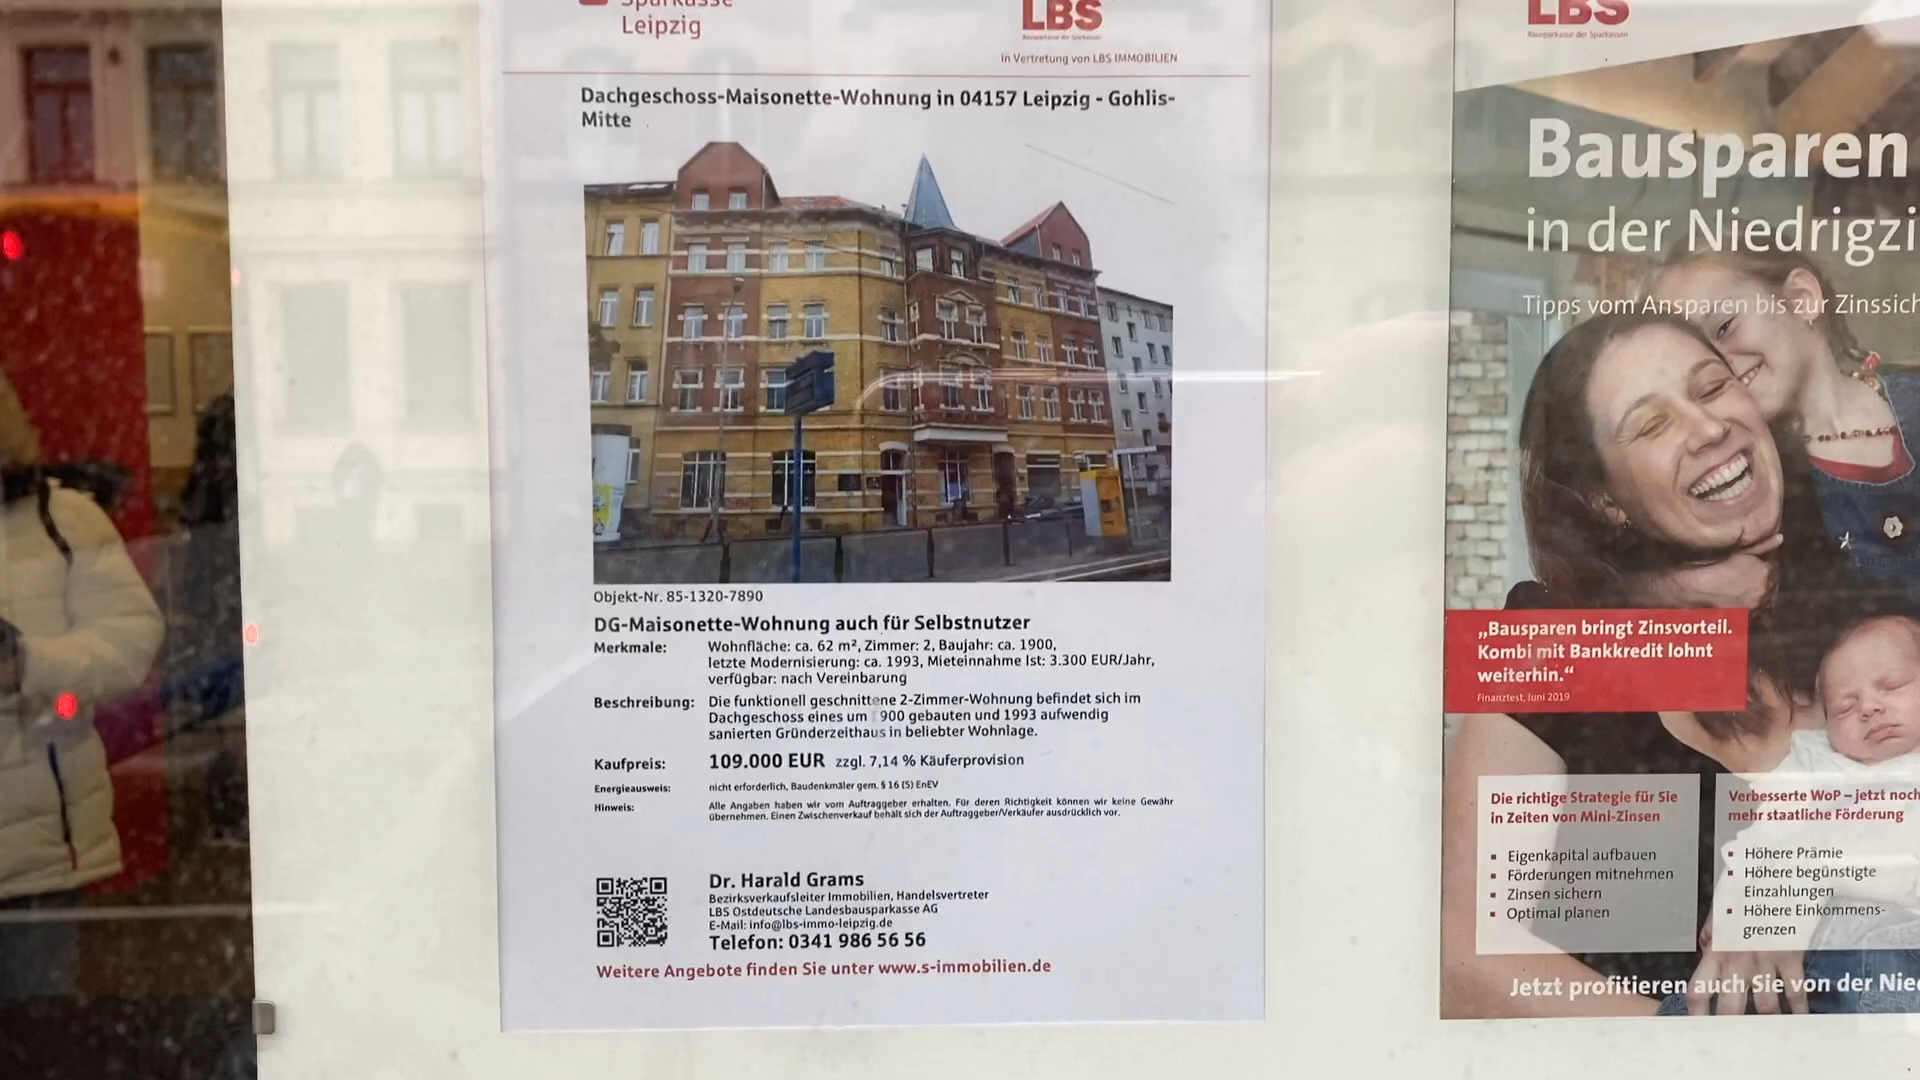 Sparkasse
Leipzig
LBS
Bausparkasse der Sparkassen
in Vertretung von LBS IMMOBILIEN
Dachgeschoss-Maisonette-Wohnung in 04157 Leipzig - Gohlis-
Mitte
Objekt-Nr. 85-1320-7890
DG-Maisonette-Wohnung auch für Selbstnutzer
Merkmale: Wohnfläche: ca. 62 m², Zimmer: 2, Baujahr: ca. 1900,
letzte Modernisierung: ca. 1993, Mieteinnahme Ist: 3.300 EUR/Jahr,
verfügbar: nach Vereinbarung
Beschreibung: Die funktionell geschnittene 2-Zimmer-Wohnung befindet sich im
Dachgeschoss eines um 1900 gebauten und 1993 aufwendig
sanierten Gründerzeithaus in beliebter Wohnlage.
Kaufpreis: 109.000 EUR zzgl. 7,14 % Käuferprovision
Energieausweis: nicht erforderlich, Baudenkmäler gem. § 16 (5) EnEV
Hinweis: Alle Angaben haben wir vom Auftraggeber erhalten. Für deren Richtigkeit können wir keine Gewähr
übernehmen. Einen Zwischenverkauf behält sich der Auftraggeber/Verkäufer ausdrücklich vor.
Dr. Harald Grams
Bezirksverkaufsleiter Immobilien, Handelsvertreter
LBS Ostdeutsche Landesbausparkasse AG
E-Mail: info@lbs-immo-leipzig.de
Telefon: 0341 986 56 56
Weitere Angebote finden Sie unter www.s-immobilien.de
LBS
Bausparkasse der Sparkassen
Bausparen
in der Niedrigzi
Tipps vom Ansparen bis zur Zinssich
„Bausparen bringt Zinsvorteil.
Kombi mit Bankkredit lohnt
weiterhin.“
Finanztest, Juni 2019
Die richtige Strategie für Sie
in Zeiten von Mini-Zinsen
▪ Eigenkapital aufbauen
▪ Förderungen mitnehmen
▪ Zinsen sichern
▪ Optimal planen
Verbesserte WoP – jetzt noch
mehr staatliche Förderung
▪ Höhere Prämie
▪ Höhere begünstigte
Einzahlungen
▪ Höhere Einkommens-
grenzen
Jetzt profitieren auch Sie von der Nied